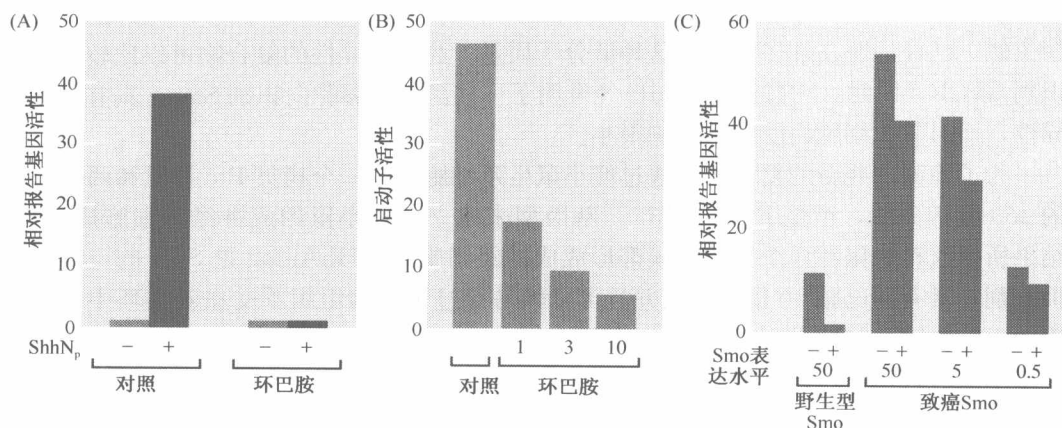 (A)
相对报告基因活性
50
40
30
20
10
0
ShhNp − + − +
对照 环巴胺
(B)
启动子活性
50
40
30
20
10
0
1 3 10
对照 环巴胺
(C)
相对报告基因活性
60
40
20
0
Smo表 − + − + − + − +
达水平 50 50 5 0.5
野生型 致癌Smo
Smo